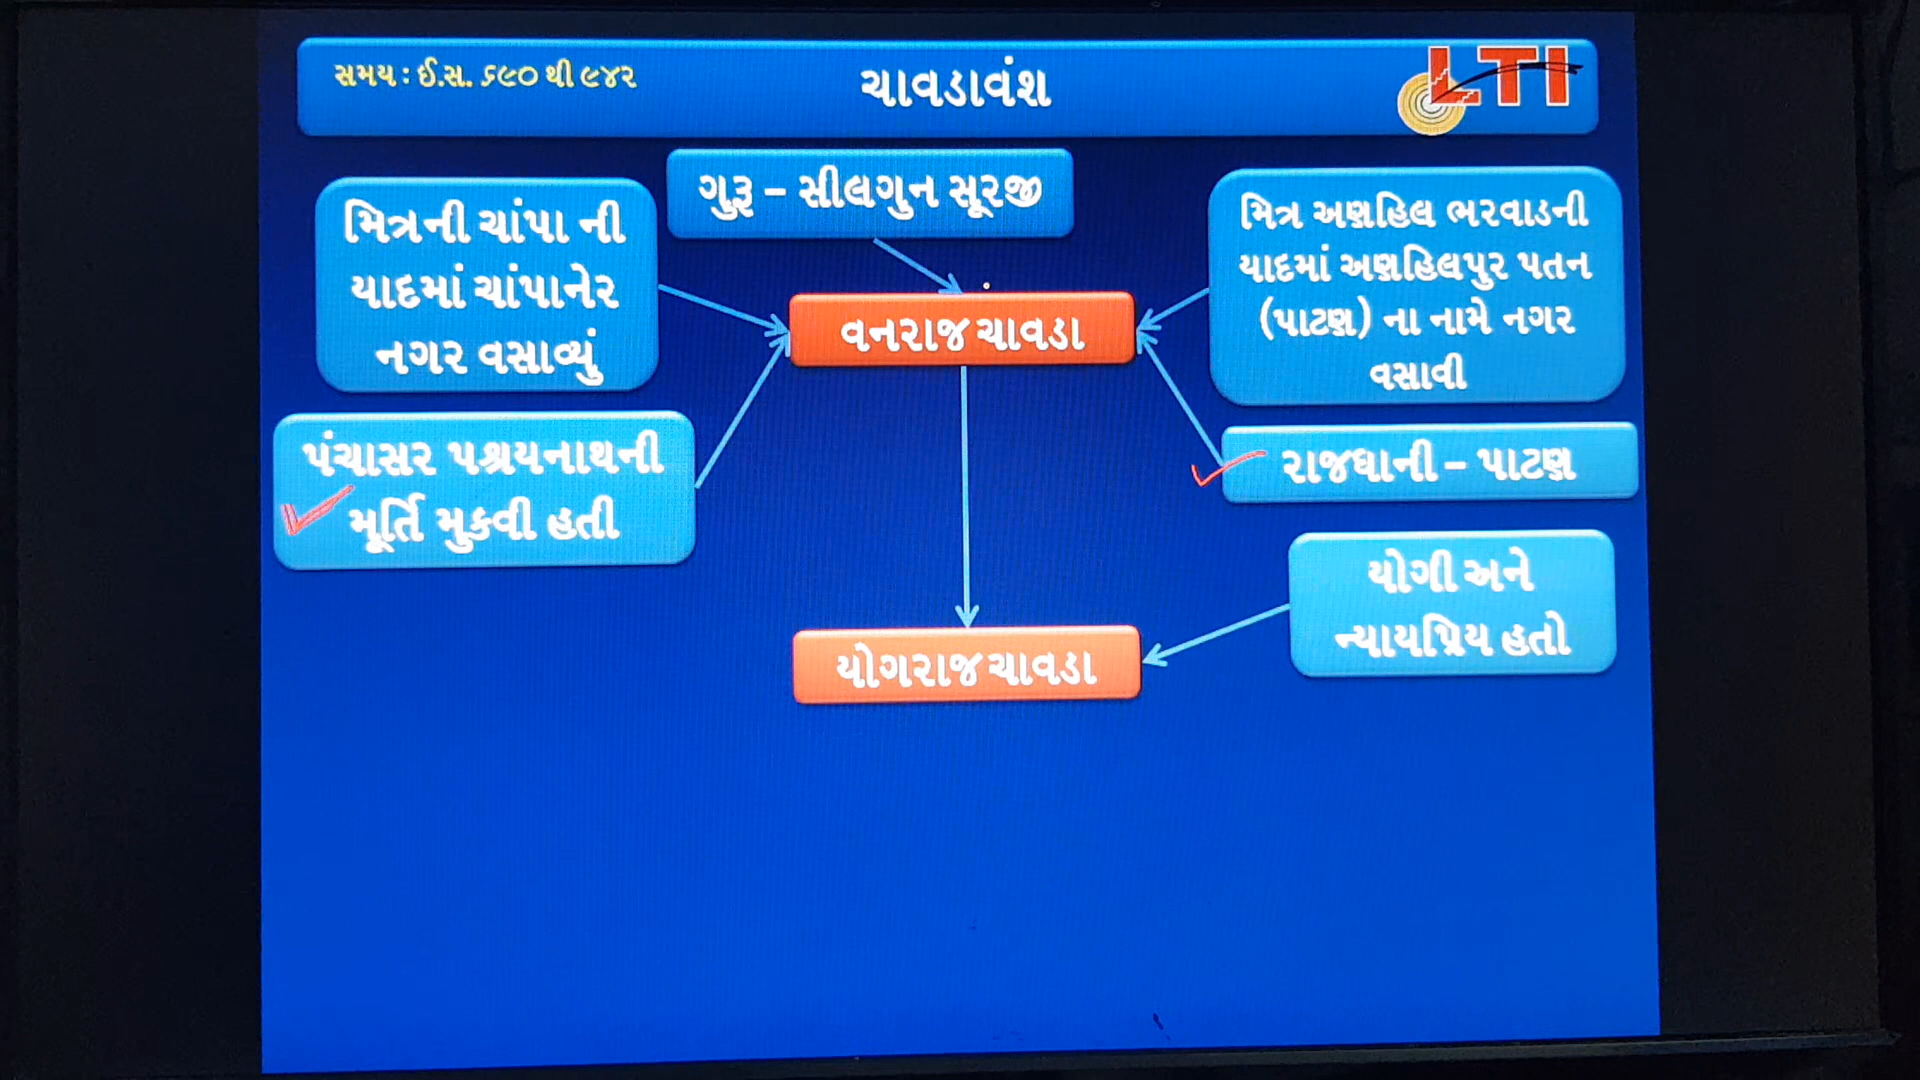 સમય : ઈ.સ. ૬૯૦ થી ૯૪૨
ચાવડાવંશ
LTI
ગુરૂ – સીલગુન સૂરજી
મિત્રની ચાંપા ની
યાદમાં ચાંપાનેર
નગર વસાવ્યું
મિત્ર અણહિલ ભરવાડની
યાદમાં અણહિલપુર પતન
(પાટણ) ના નામે નગર
વસાવી
વનરાજ ચાવડા
પંચાસર પશ્રયનાથની
મૂર્તિ મુકવી હતી
રાજધાની – પાટણ
યોગી અને
ન્યાયપ્રિય હતો
યોગરાજ ચાવડા